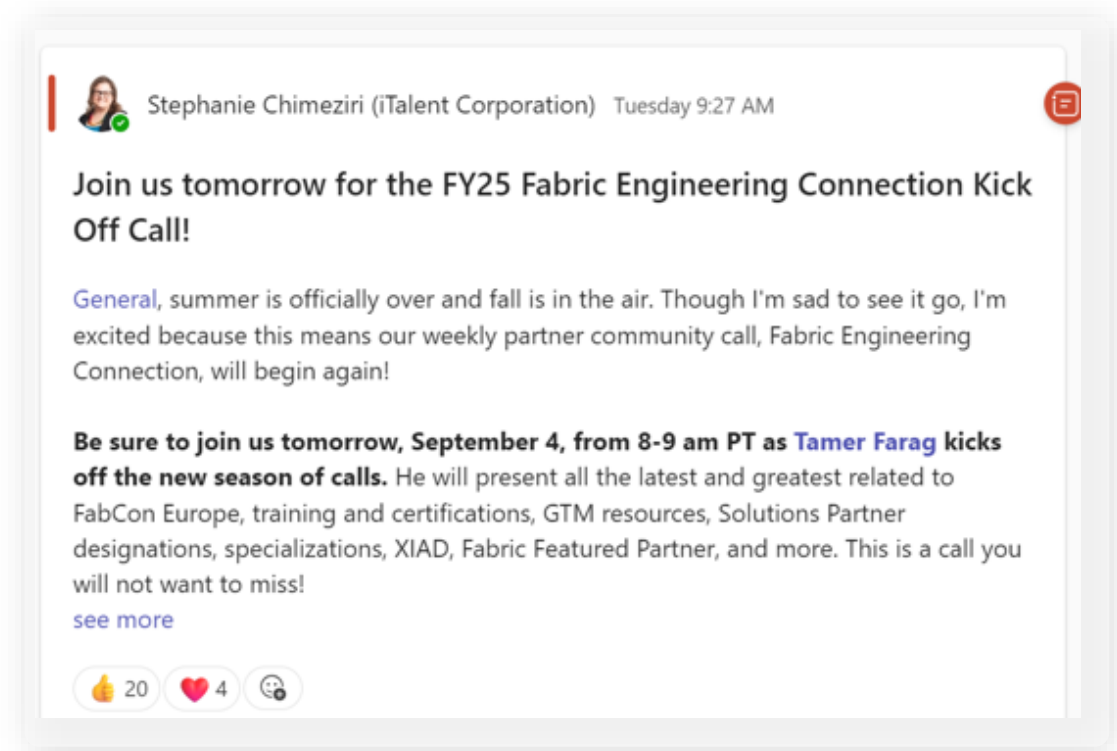 Stephanie Chimeziri (iTalent Corporation) Tuesday 9:27 AM
Join us tomorrow for the FY25 Fabric Engineering Connection Kick
Off Call!
General, summer is officially over and fall is in the air. Though I'm sad to see it go, I'm
excited because this means our weekly partner community call, Fabric Engineering
Connection, will begin again!
Be sure to join us tomorrow, September 4, from 8-9 am PT as Tamer Farag kicks
off the new season of calls. He will present all the latest and greatest related to
FabCon Europe, training and certifications, GTM resources, Solutions Partner
designations, specializations, XIAD, Fabric Featured Partner, and more. This is a call you
will not want to miss!
see more
👍 20 ❤️ 4